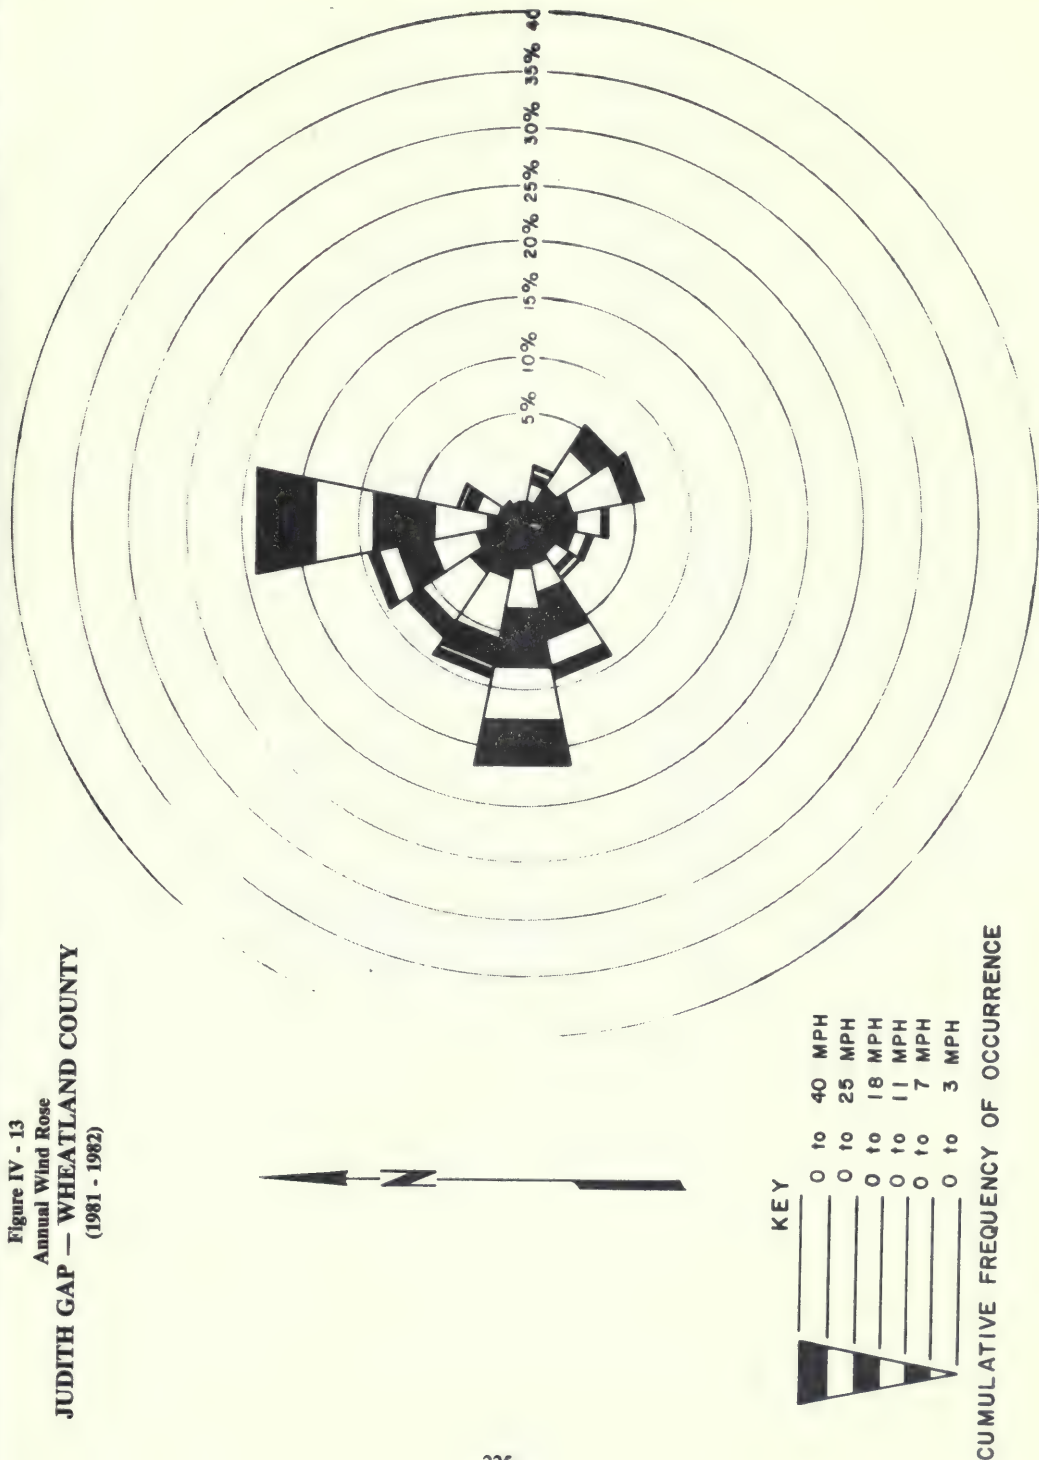 Figure IV - 13
Annual Wind Rose
JUDITH GAP — WHEATLAND COUNTY
(1981 - 1982)
5% 10% 15% 20% 25% 30% 35% 40
N
KEY
0 to 40 MPH
0 to 25 MPH
0 to 18 MPH
0 to 11 MPH
0 to 7 MPH
0 to 3 MPH
CUMULATIVE FREQUENCY OF OCCURRENCE